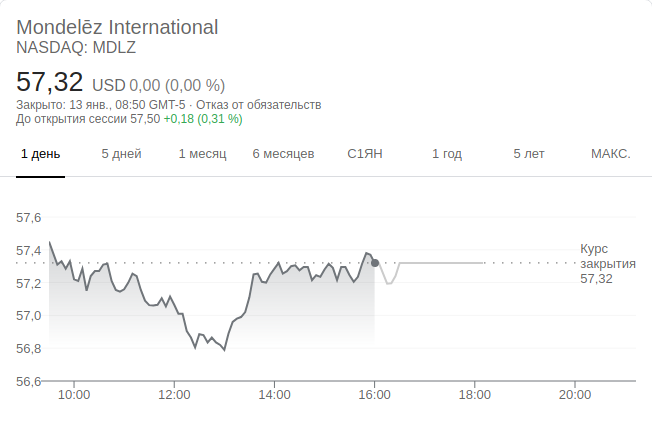 Mondelēz International
NASDAQ: MDLZ
57,32 USD 0,00 (0,00 %)
Закрыто: 13 янв., 08:50 GMT-5 · Отказ от обязательств
До открытия сессии 57,50 +0,18 (0,31 %)
1 день 5 дней 1 месяц 6 месяцев С1ЯН 1 год 5 лет МАКС.
57,6
57,4
57,2
57,0
56,8
56,6
Курс
закрытия
57,32
10:00 12:00 14:00 16:00 18:00 20:00